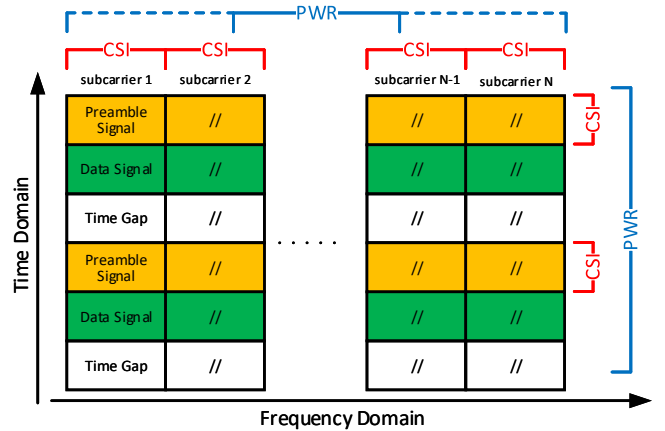 PWR
CSI CSI CSI CSI
subcarrier 1 subcarrier 2 subcarrier N-1 subcarrier N
Preamble Signal // // // CSI
Data Signal // // //
Time Gap // // //
. . . . .
Preamble Signal // // // CSI
Data Signal // // //
Time Gap // // //
PWR
Time Domain
Frequency Domain